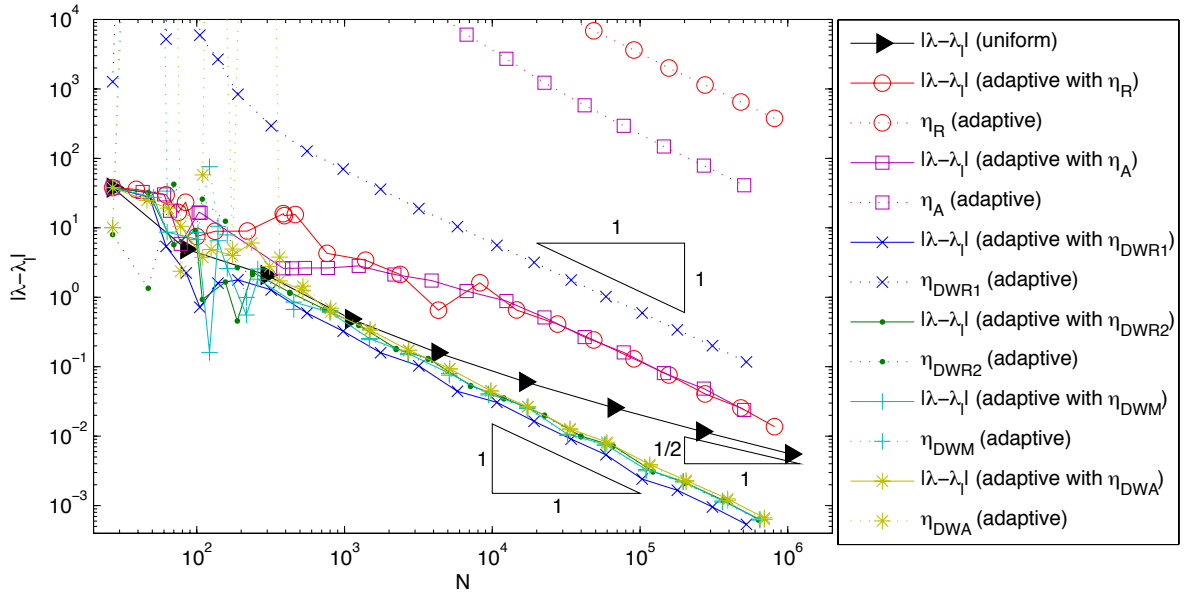 10^4
10^3
10^2
10^1
10^0
10^-1
10^-2
10^-3
|λ−λ_l|
10^2
10^3
10^4
10^5
10^6
N
1
1
1
1
1/2
1
|λ−λ_l| (uniform)
|λ−λ_l| (adaptive with η_R)
η_R (adaptive)
|λ−λ_l| (adaptive with η_A)
η_A (adaptive)
|λ−λ_l| (adaptive with η_DWR1)
η_DWR1 (adaptive)
|λ−λ_l| (adaptive with η_DWR2)
η_DWR2 (adaptive)
|λ−λ_l| (adaptive with η_DWM)
η_DWM (adaptive)
|λ−λ_l| (adaptive with η_DWA)
η_DWA (adaptive)